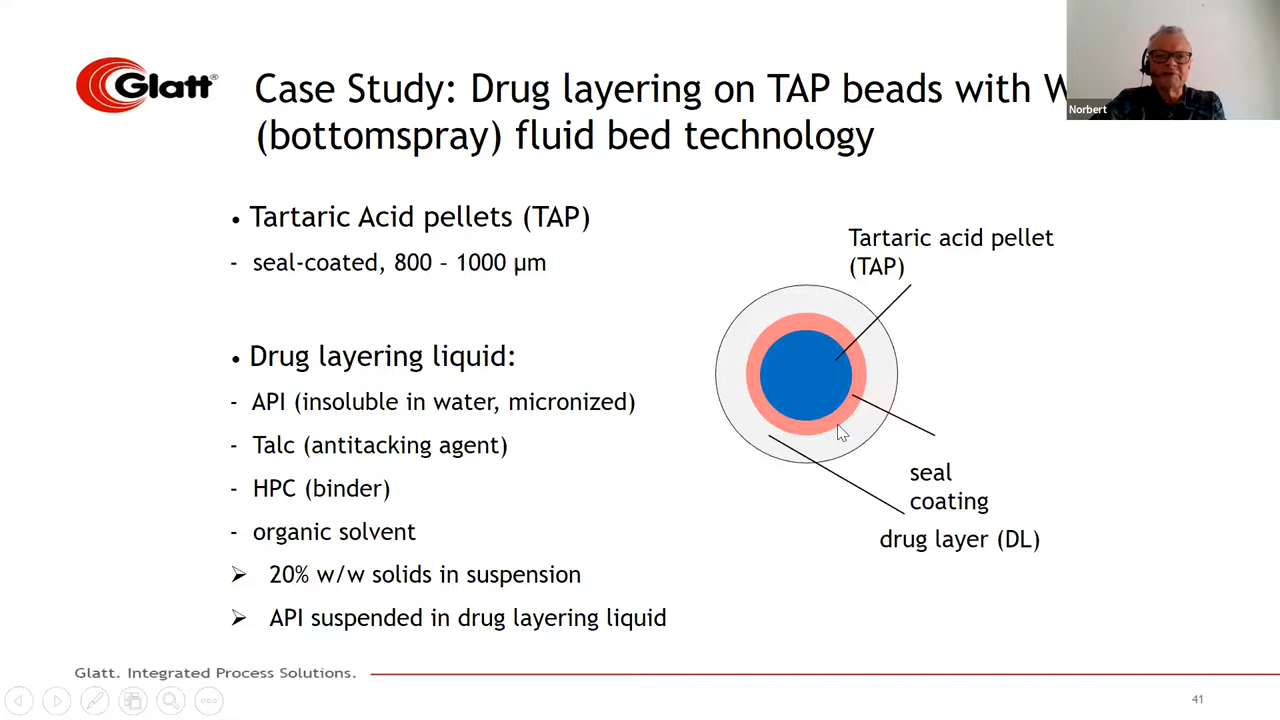 Glatt®
Case Study: Drug layering on TAP beads with
(bottomspray) fluid bed technology
Norbert
• Tartaric Acid pellets (TAP)
- seal-coated, 800 – 1000 µm
• Drug layering liquid:
- API (insoluble in water, micronized)
- Talc (antitacking agent)
- HPC (binder)
- organic solvent
➢ 20% w/w solids in suspension
➢ API suspended in drug layering liquid
Tartaric acid pellet
(TAP)
seal
coating
drug layer (DL)
Glatt. Integrated Process Solutions.
41